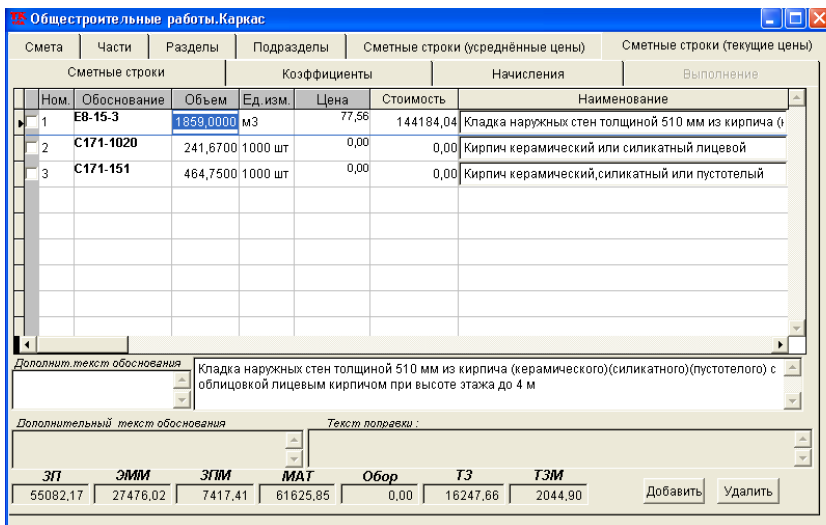 Общестроительные работы.Каркас
Смета Части Разделы Подразделы Сметные строки (усреднённые цены) Сметные строки (текущие цены)
Сметные строки Коэффициенты Начисления Выполнение
Ном. Обоснование Объем Ед.изм. Цена Стоимость Наименование
1 Е8-15-3 1859,0000 м3 77,56 144184,04 Кладка наружных стен толщиной 510 мм из кирпича (
2 С171-1020 241,6700 1000 шт 0,00 0,00 Кирпич керамический или силикатный лицевой
3 С171-151 464,7500 1000 шт 0,00 0,00 Кирпич керамический,силикатный или пустотелый
Дополнит.текст обоснования
Кладка наружных стен толщиной 510 мм из кирпича (керамического)(силикатного)(пустотелого) с
облицовкой лицевым кирпичом при высоте этажа до 4 м
Дополнительный текст обоснования Текст поправки :
ЗП ЭММ ЗПМ МАТ Обор ТЗ ТЗМ
55082,17 27476,02 7417,41 61625,85 0,00 16247,66 2044,90
Добавить Удалить